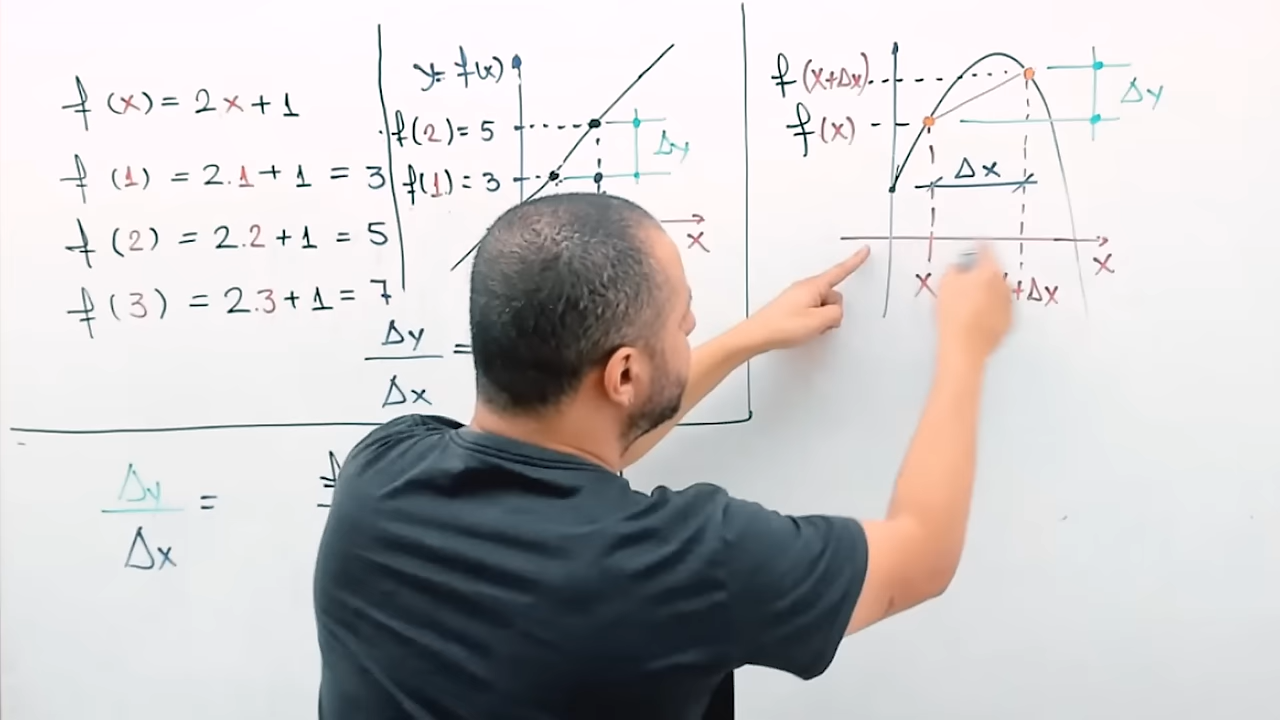 f(x) = 2x+1
f(1) = 2.1+1 = 3
f(2) = 2.2+1 = 5
f(3) = 2.3+1 = 7
y= f(x)
f(2)= 5
f(1)= 3
Δy
x
Δy
Δx
=
f(x+Δx)
f(x)
Δy
Δx
x
+Δx
x
Δy
Δx
=